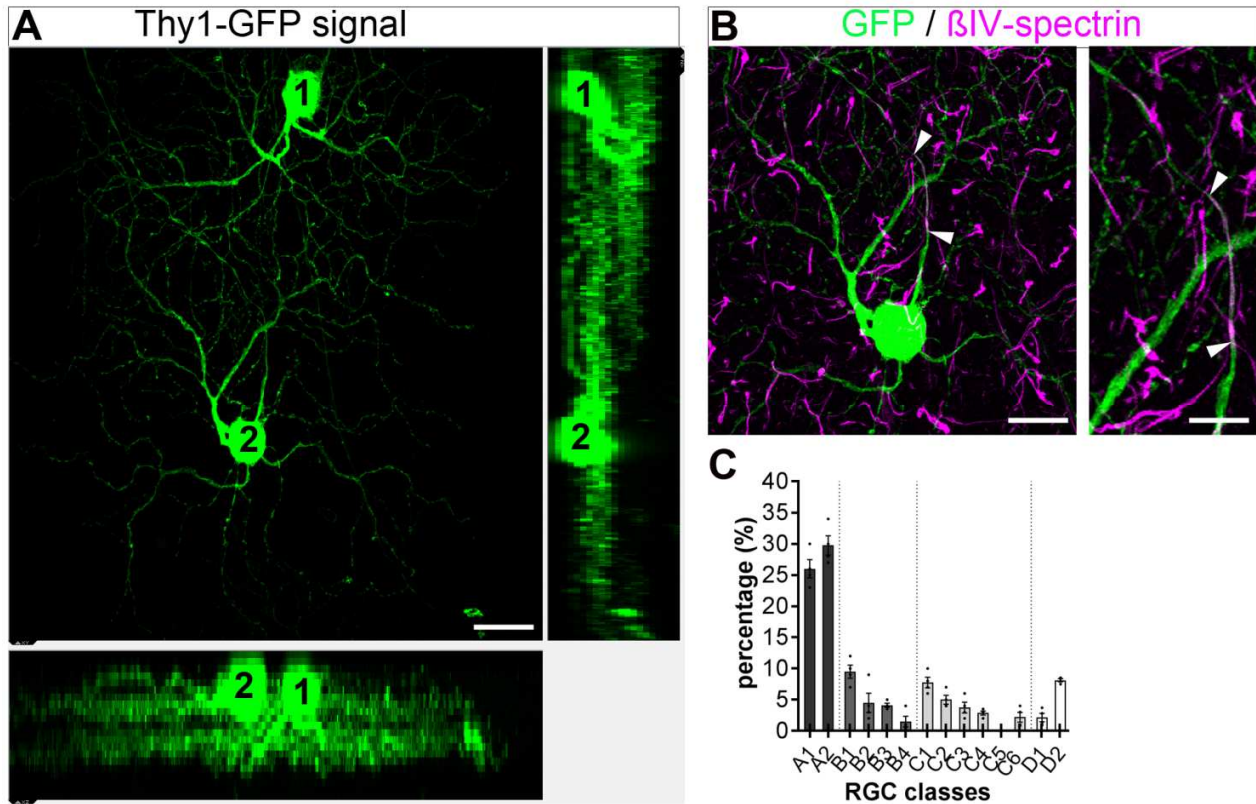 A
Thy1-GFP signal
1
1
2
2
2
1
B
GFP / ßIV-spectrin
C
percentage (%)
40
35
30
25
20
15
10
5
0
A1 A2 B1 B2 B3 B4 C1 C2 C3 C4 C5 C6 D1 D2
RGC classes